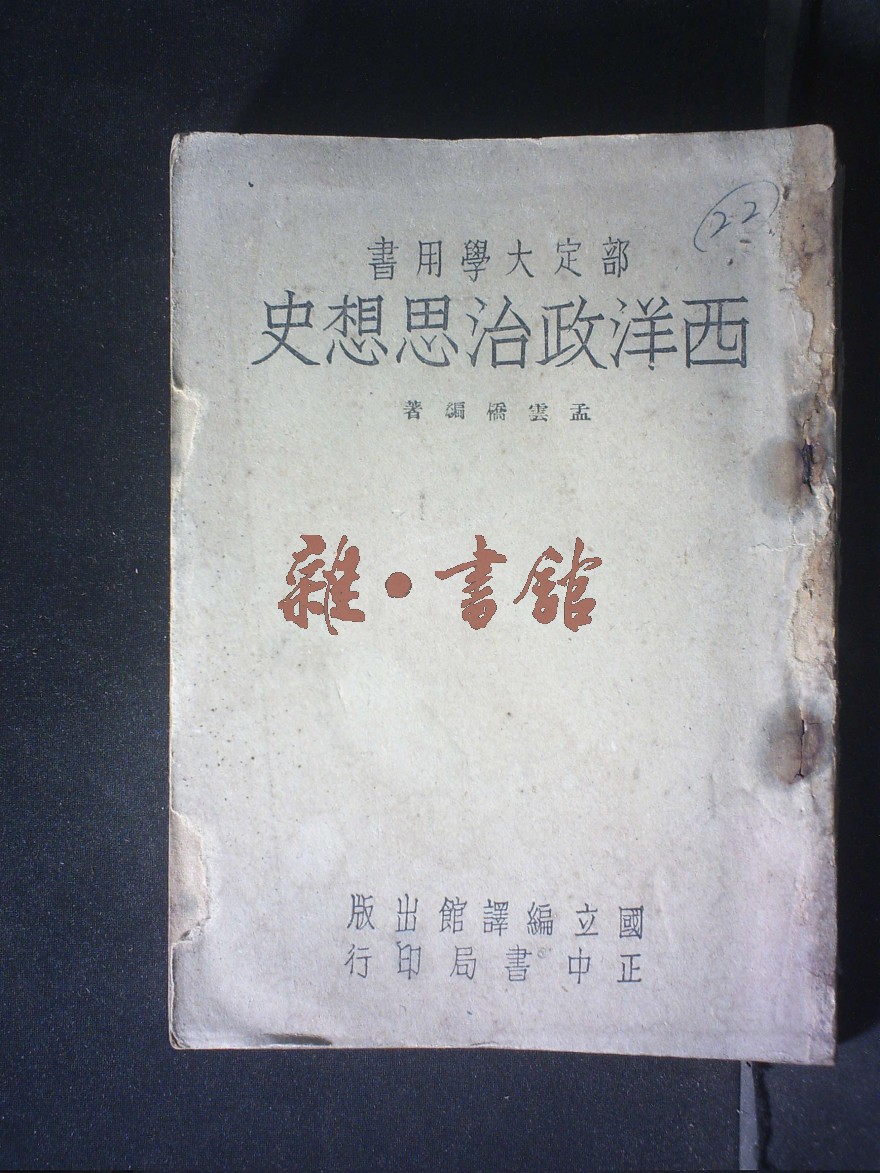 22
部定大學用書
西洋政治思想史
孟雲橋編著
雜·書館
國立編譯館出版
正中書局印行